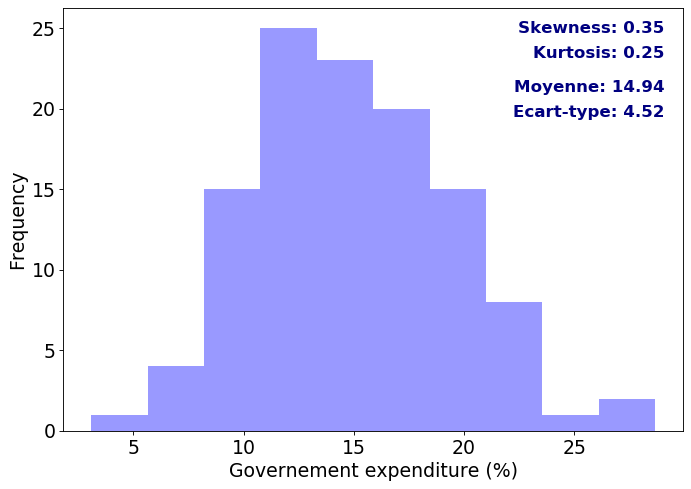 Skewness: 0.35
Kurtosis: 0.25
Moyenne: 14.94
Ecart-type: 4.52
Frequency
25
20
15
10
5
0
5 10 15 20 25
Governement expenditure (%)